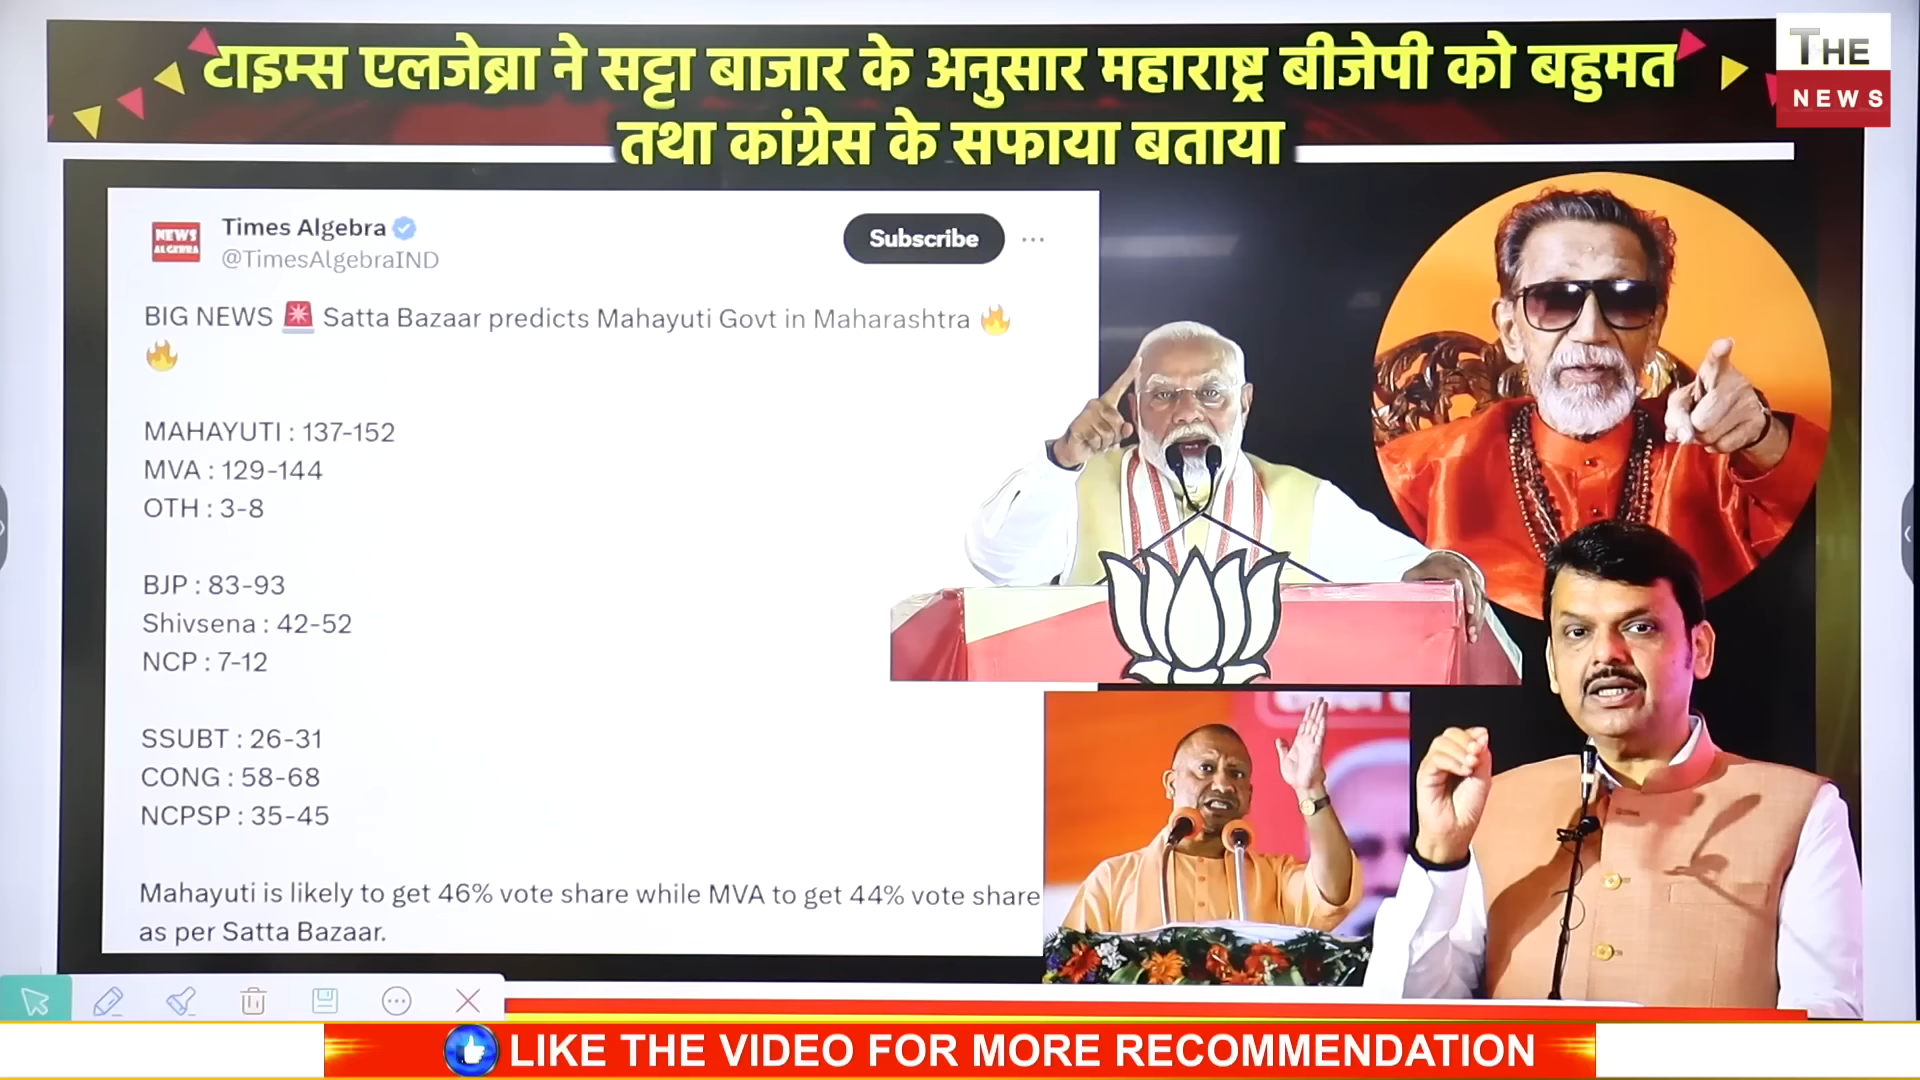 टाइम्स एलजेब्रा ने सट्टा बाजार के अनुसार महाराष्ट्र बीजेपी को बहुमत
तथा कांग्रेस के सफाया बताया
THE
NEWS
NEWS
ALGEBRA
Times Algebra
@TimesAlgebraIND
Subscribe
BIG NEWS 🚨 Satta Bazaar predicts Mahayuti Govt in Maharashtra 🔥
🔥
MAHAYUTI : 137-152
MVA : 129-144
OTH : 3-8
BJP : 83-93
Shivsena : 42-52
NCP : 7-12
SSUBT : 26-31
CONG : 58-68
NCPSP : 35-45
Mahayuti is likely to get 46% vote share while MVA to get 44% vote share
as per Satta Bazaar.
LIKE THE VIDEO FOR MORE RECOMMENDATION